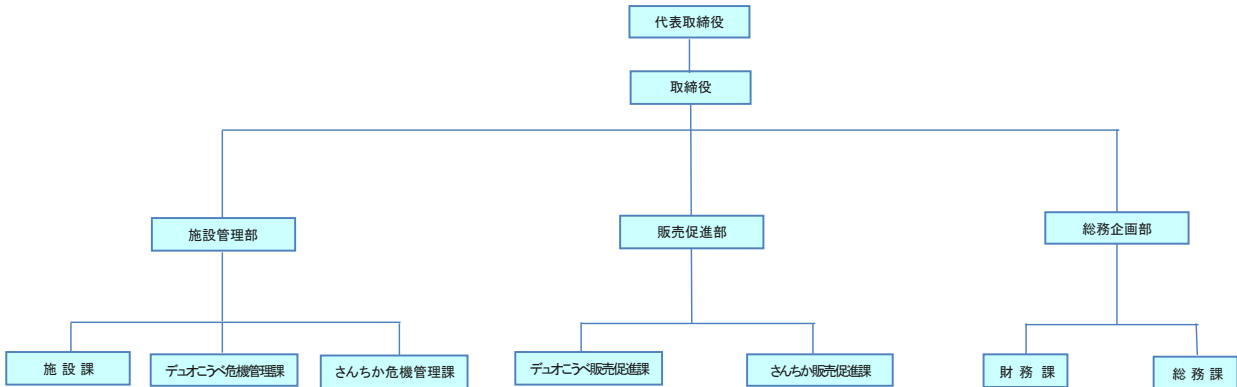 代表取締役
取締役
施設管理部
販売促進部
総務企画部
施設課
デュオこうべ危機管理課
さんちか危機管理課
デュオこうべ販売促進課
さんちか販売促進課
財務課
総務課